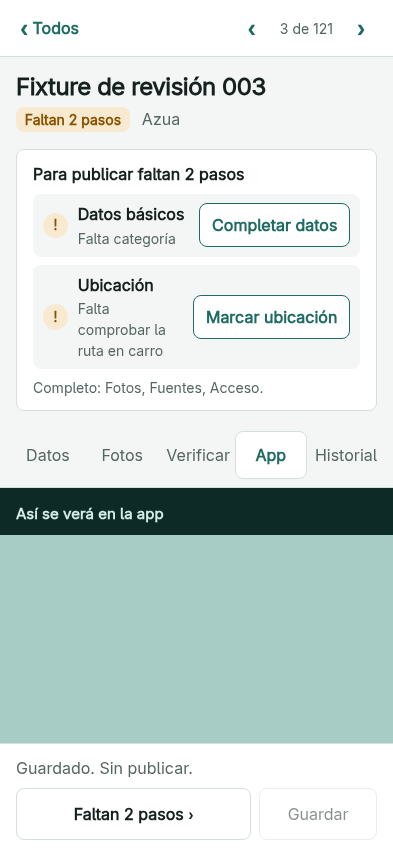 ‹ Todos
‹ 3 de 121 ›
Fixture de revisión 003
Faltan 2 pasos
Azua
Para publicar faltan 2 pasos
!
Datos básicos
Falta categoría
Completar datos
!
Ubicación
Falta
comprobar la
ruta en carro
Marcar ubicación
Completo: Fotos, Fuentes, Acceso.
Datos Fotos Verificar App Historial
Así se verá en la app
Guardado. Sin publicar.
Faltan 2 pasos › Guardar